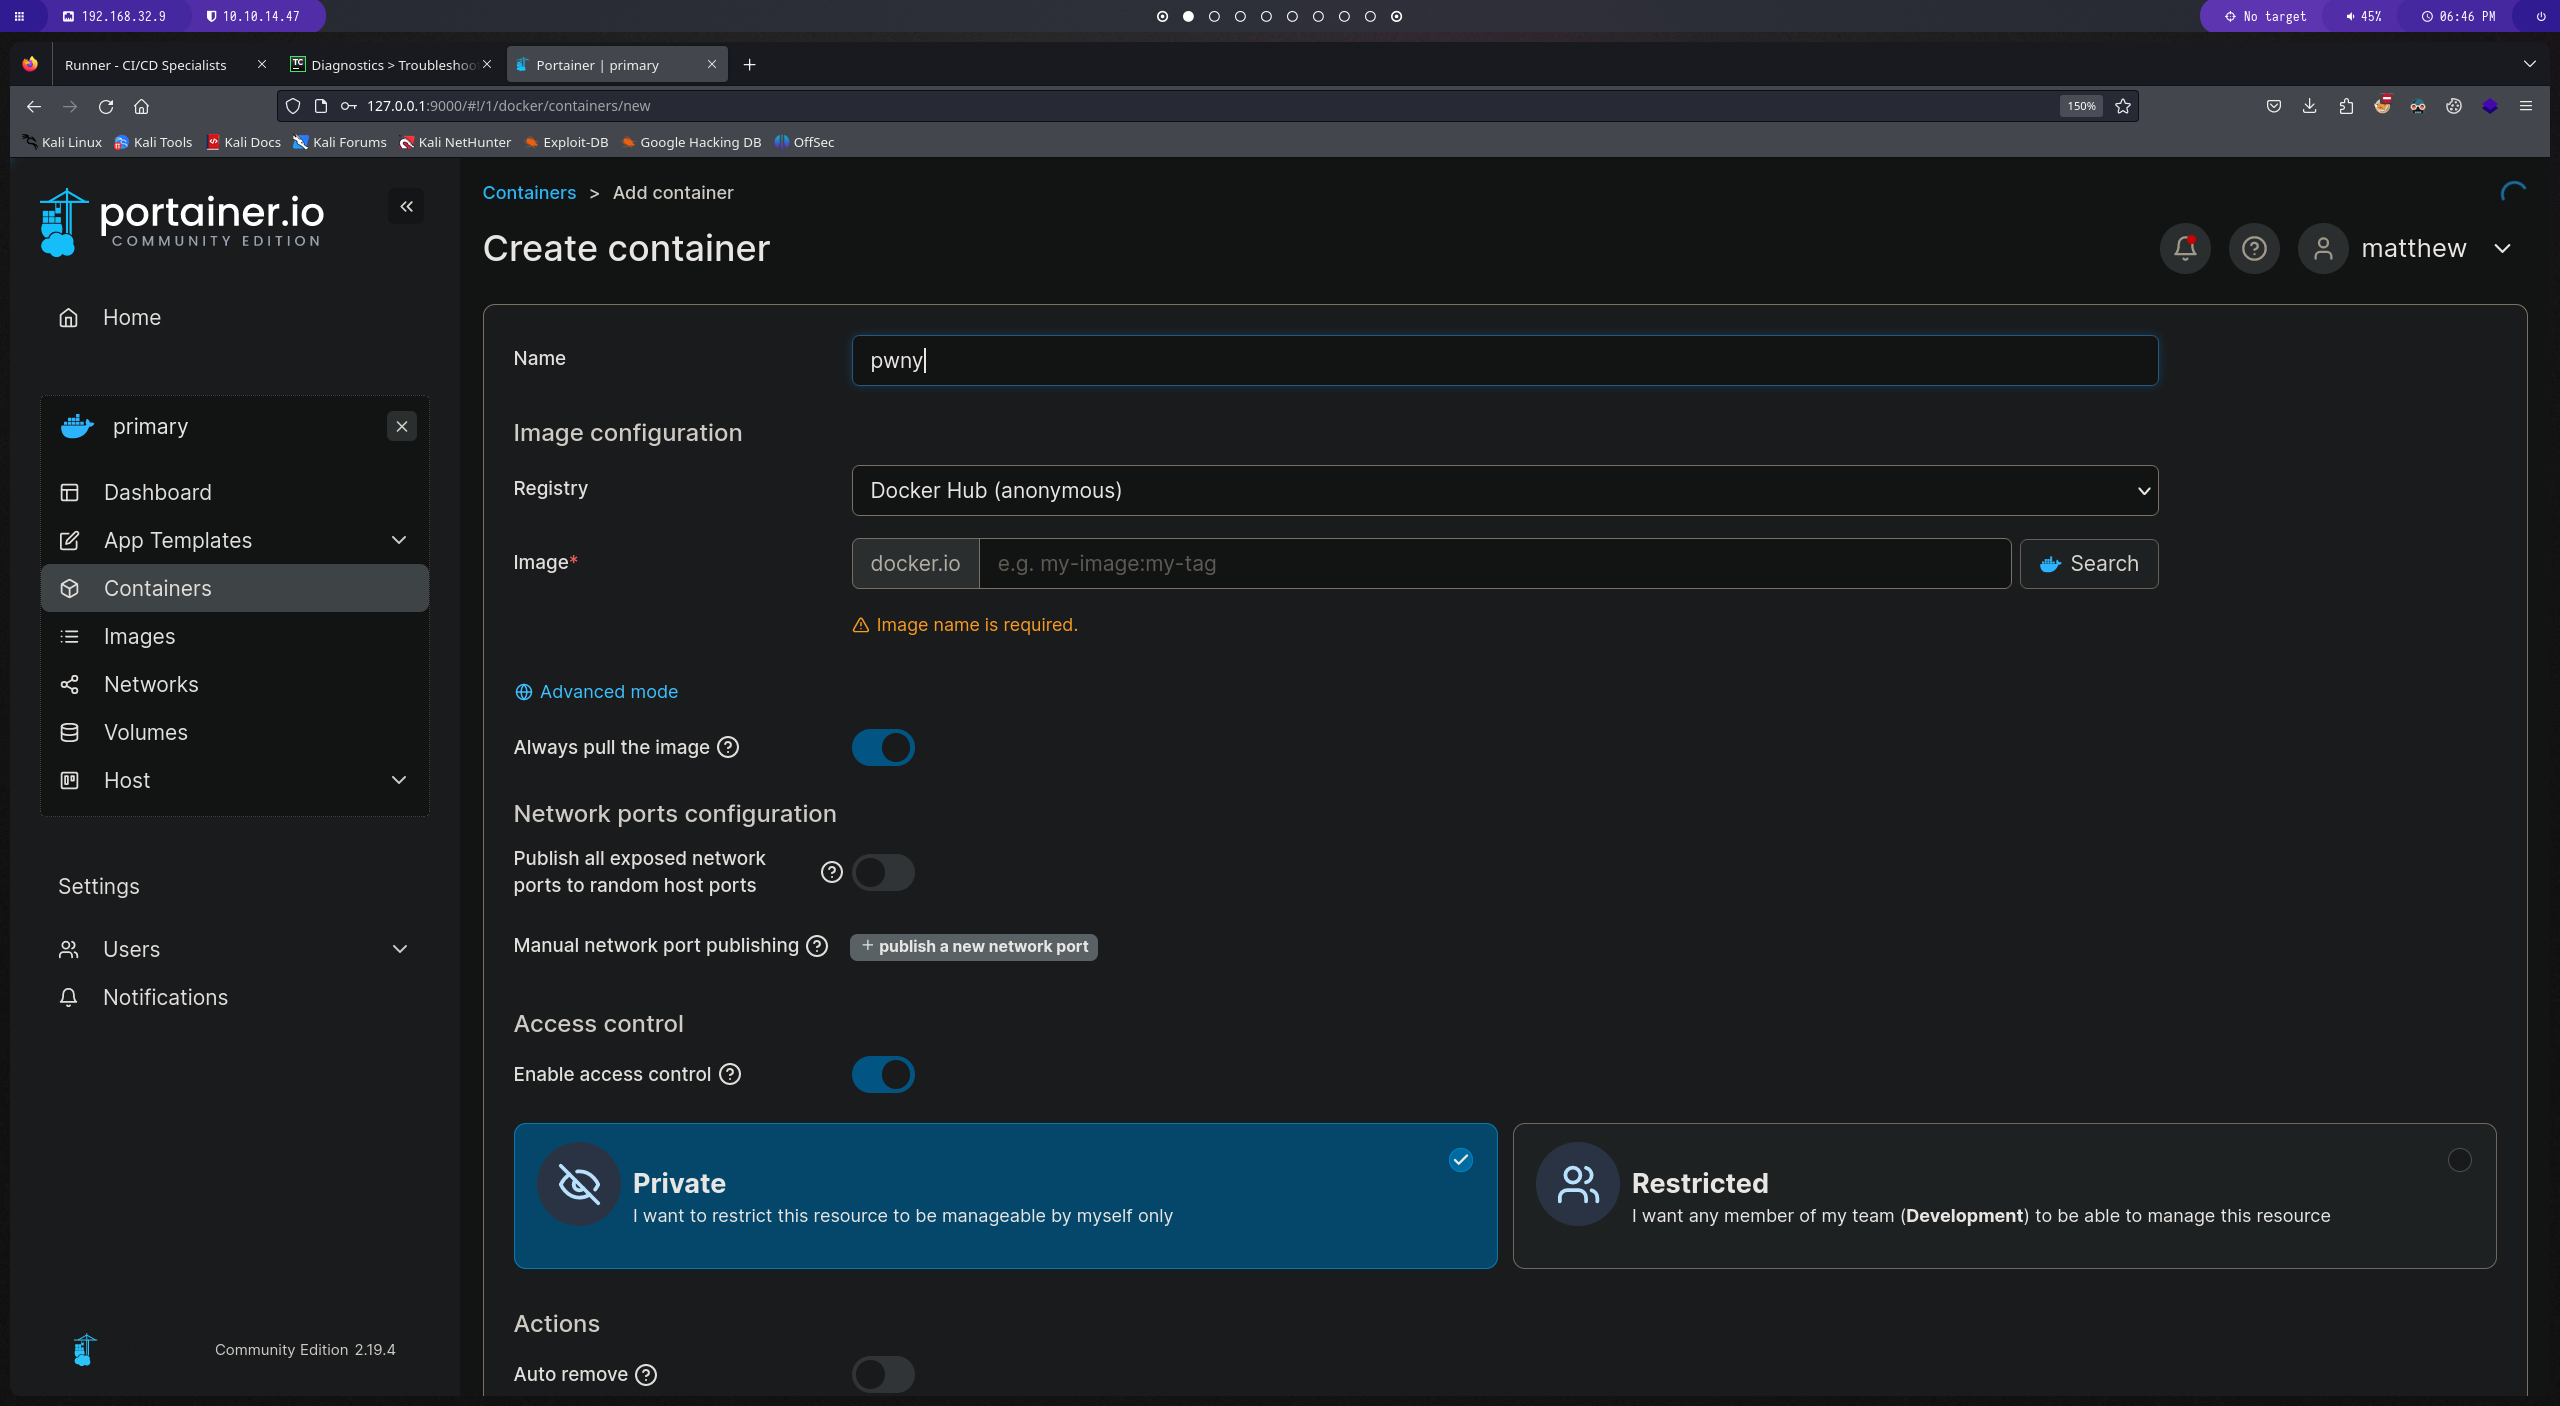 192.168.32.9
10.10.14.47
No target
45%
06:46 PM
Runner - CI/CD Specialists
TC
Diagnostics > Troubleshoo
Portainer | primary
127.0.0.1:9000/#!/1/docker/containers/new
150%
Kali Linux
Kali Tools
Kali Docs
Kali Forums
Kali NetHunter
Exploit-DB
Google Hacking DB
OffSec
portainer.io
COMMUNITY EDITION
Home
primary
Dashboard
App Templates
Containers
Images
Networks
Volumes
Host
Settings
Users
Notifications
Community Edition 2.19.4
Containers > Add container
Create container
matthew
Name
pwny
Image configuration
Registry
Docker Hub (anonymous)
Image*
docker.io
e.g. my-image:my-tag
Search
Image name is required.
Advanced mode
Always pull the image
Network ports configuration
Publish all exposed network
ports to random host ports
Manual network port publishing
+ publish a new network port
Access control
Enable access control
Private
I want to restrict this resource to be manageable by myself only
Restricted
I want any member of my team (Development) to be able to manage this resource
Actions
Auto remove